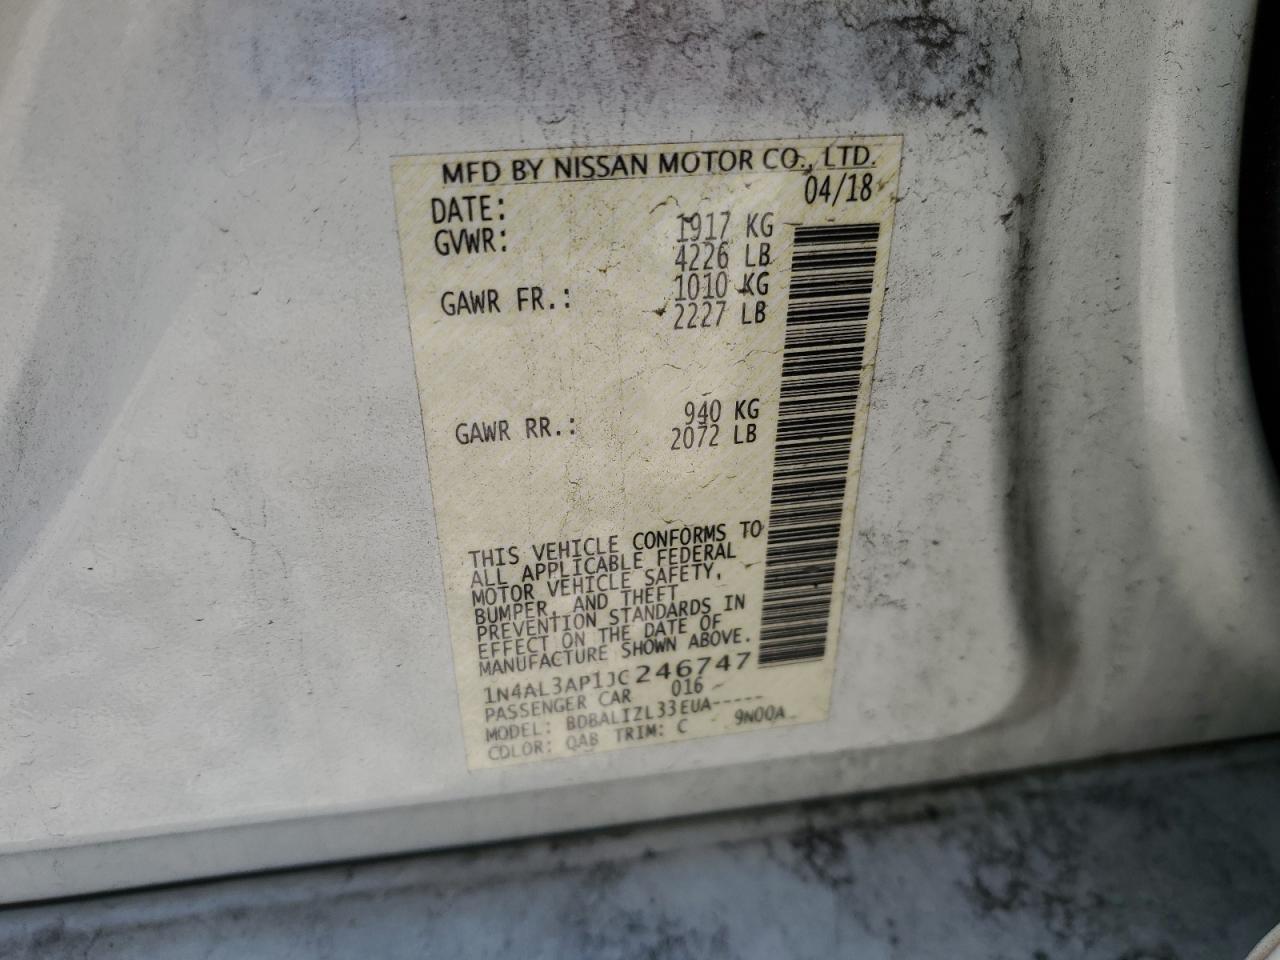 MFD BY NISSAN MOTOR CO., LTD.
DATE: 04/18
GVWR: 1917 KG
4226 LB
GAWR FR.: 1010 KG
2227 LB
GAWR RR.: 940 KG
2072 LB
THIS VEHICLE CONFORMS TO
ALL APPLICABLE FEDERAL
MOTOR VEHICLE SAFETY,
BUMPER, AND THEFT
PREVENTION STANDARDS IN
EFFECT ON THE DATE OF
MANUFACTURE SHOWN ABOVE.
1N4AL3AP1JC246747
PASSENGER CAR 016
MODEL: BDBALIZL33EUA-----
COLOR: QAB TRIM: C 9N00A